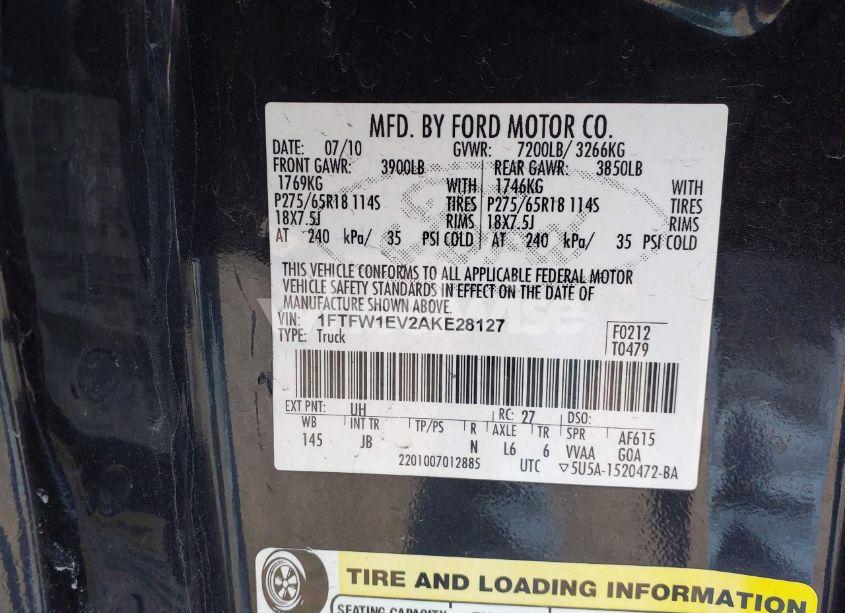 MFD. BY FORD MOTOR CO.
DATE: 07/10 GVWR: 7200LB/ 3266KG
FRONT GAWR: 3900LB REAR GAWR: 3850LB
1769KG WITH 1746KG WITH
P275/65R18 114S TIRES P275/65R18 114S TIRES
18X7.5J RIMS 18X7.5J RIMS
AT 240 kPa/ 35 PSI COLD AT 240 kPa/ 35 PSI COLD
THIS VEHICLE CONFORMS TO ALL APPLICABLE FEDERAL MOTOR
VEHICLE SAFETY STANDARDS IN EFFECT ON THE DATE OF
MANUFACTURE SHOWN ABOVE.
VIN: 1FTFW1EV2AKE28127 F0212
TYPE: Truck T0479
EXT PNT: UH RC: 27 DSO:
WB INT TR TP/PS R AXLE TR SPR AF615
145 JB N L6 6 VVAA GOA
2201007012885 UTC ▽5U5A-1520472-BA
TIRE AND LOADING INFORMATION
SEATING CAPACITY